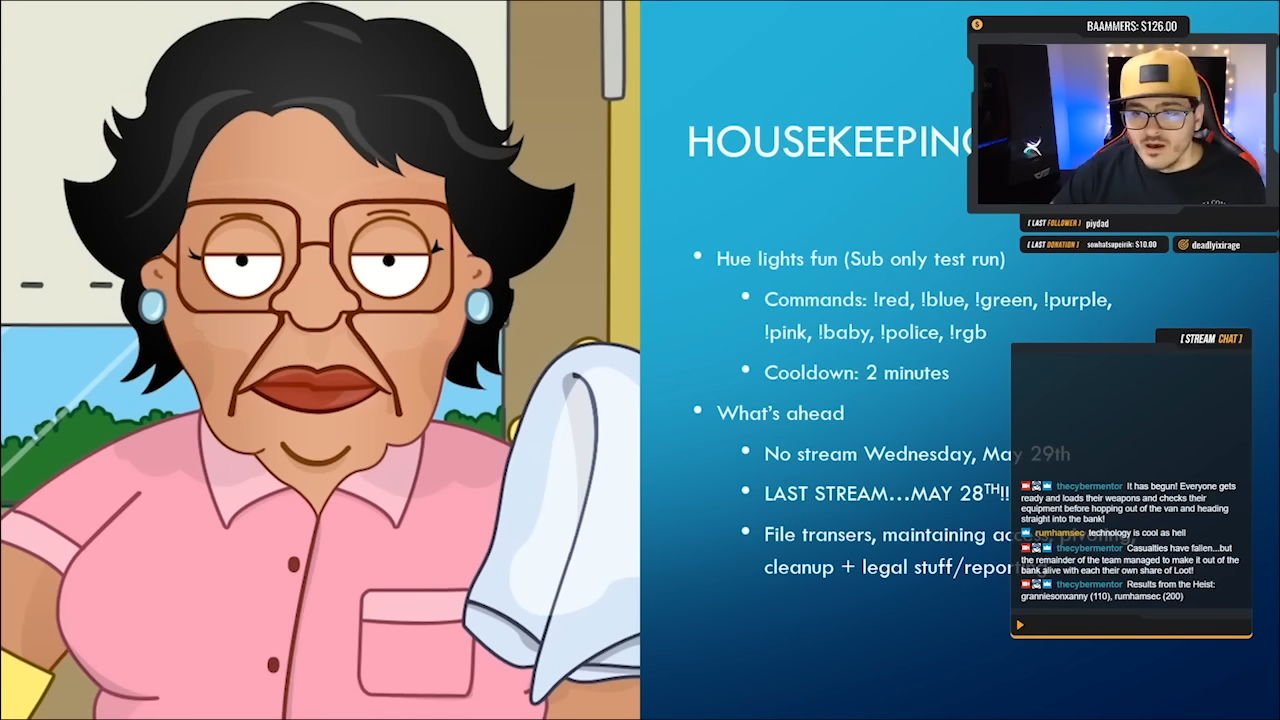 BAAMMERS: $126.00
HOUSEKEEPING
[ LAST FOLLOWER ] piydad
[ LAST DONATION ] sowhatsupeirik: $10.00 deadlyixirage
• Hue lights fun (Sub only test run)
• Commands: !red, !blue, !green, !purple,
!pink, !baby, !police, !rgb
• Cooldown: 2 minutes
• What's ahead
• No stream Wednesday, May 29th
• LAST STREAM...MAY 28TH!!
• File transers, maintaining access, pivoting,
cleanup + legal stuff/reporting
[ STREAM CHAT ]
thecybermentor It has begun! Everyone gets
ready and loads their weapons and checks their
equipment before hopping out of the van and heading
straight into the bank!
rumhamsec technology is cool as hell
thecybermentor Casualties have fallen...but
the remainder of the team managed to make it out of the
bank alive with each their own share of Loot!
thecybermentor Results from the Heist:
granniesonxanny (110), rumhamsec (200)